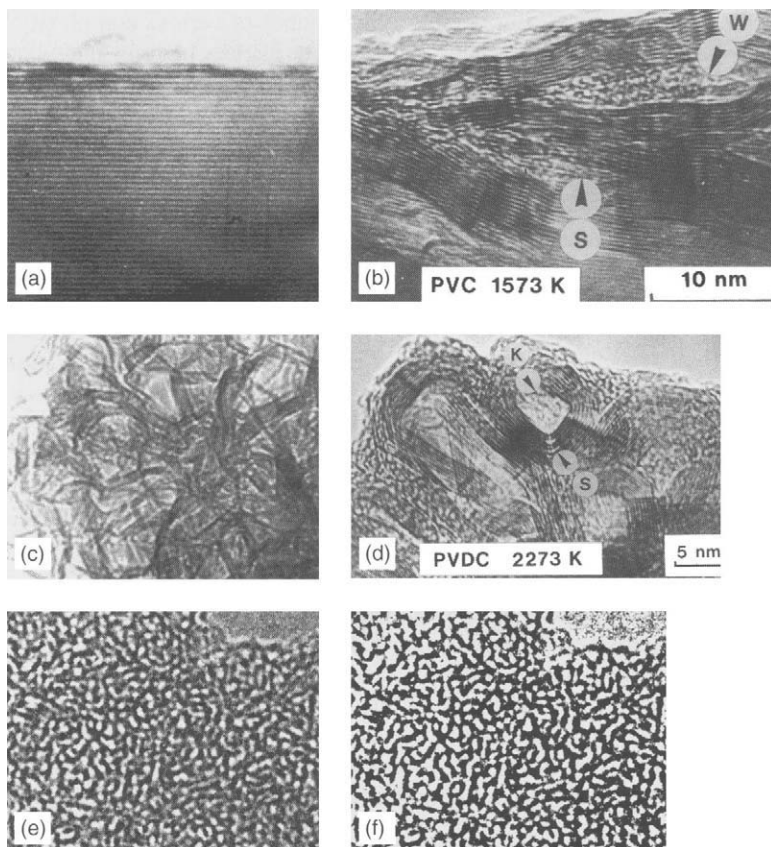 W
S
(a)
(b)
PVC 1573 K
10 nm
K
S
(c)
(d)
PVDC 2273 K
5 nm
(e)
(f)